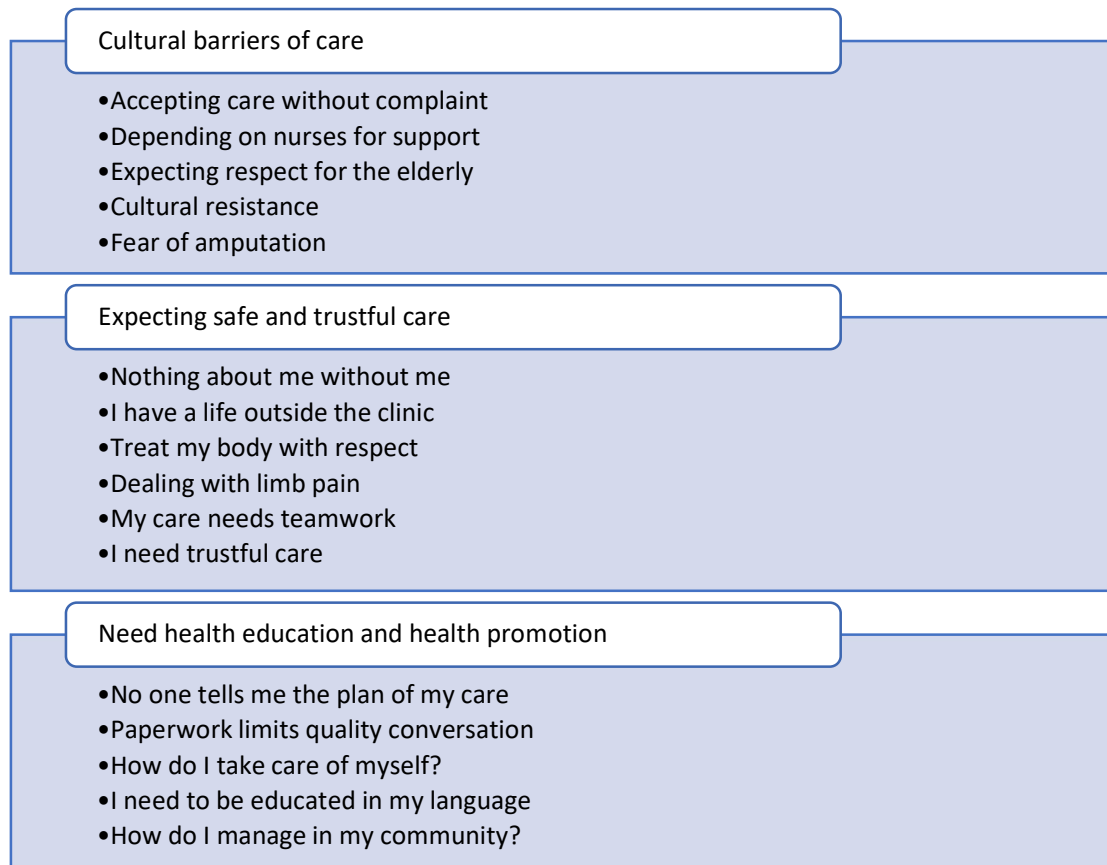 Cultural barriers of care
•Accepting care without complaint
•Depending on nurses for support
•Expecting respect for the elderly
•Cultural resistance
•Fear of amputation
Expecting safe and trustful care
•Nothing about me without me
•I have a life outside the clinic
•Treat my body with respect
•Dealing with limb pain
•My care needs teamwork
•I need trustful care
Need health education and health promotion
•No one tells me the plan of my care
•Paperwork limits quality conversation
•How do I take care of myself?
•I need to be educated in my language
•How do I manage in my community?